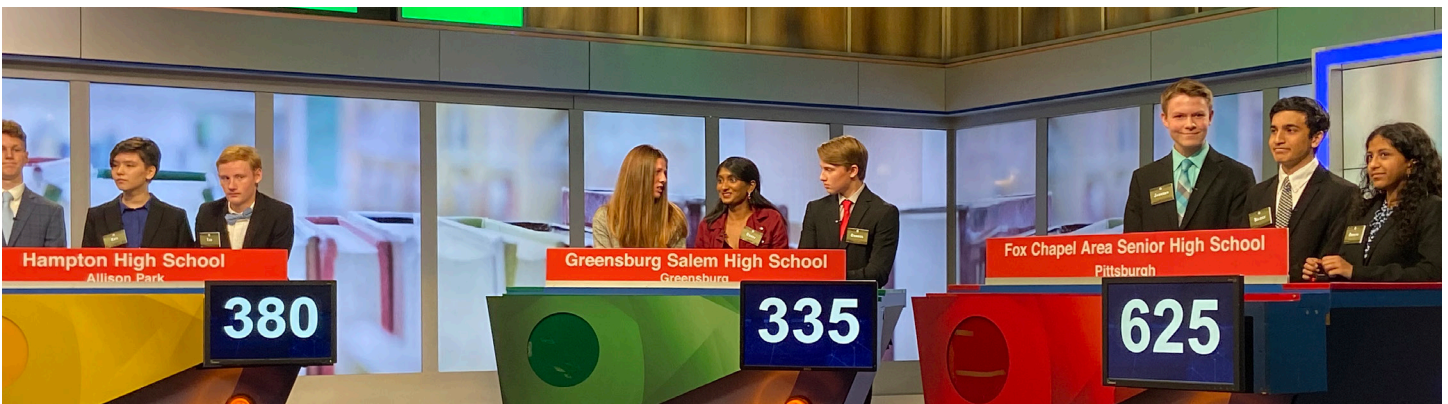 Hampton High School
Allison Park
380
Greensburg Salem High School
Greensburg
335
Fox Chapel Area Senior High School
Pittsburgh
625